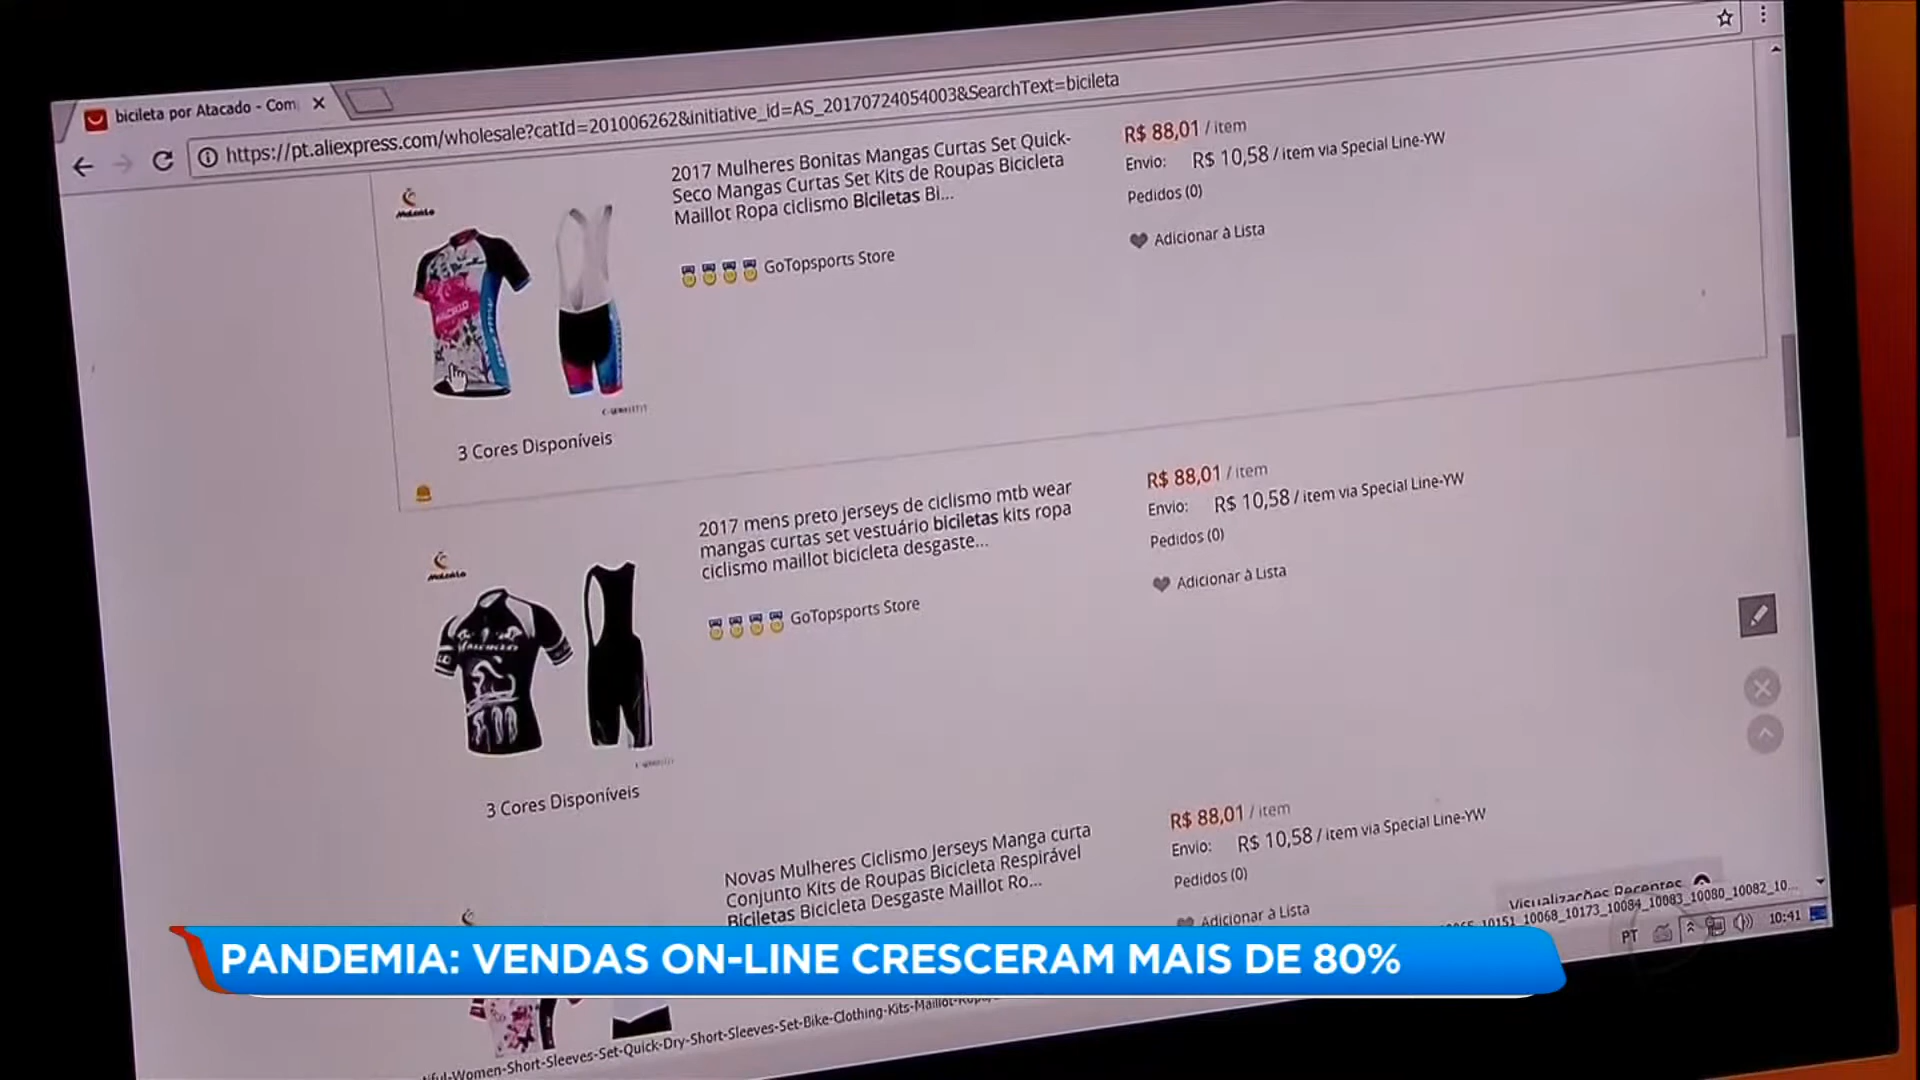 bicileta por Atacado - Com
https://pt.aliexpress.com/wholesale?catId=201006262&initiative_id=AS_20170724054003&SearchText=bicileta
2017 Mulheres Bonitas Mangas Curtas Set Quick-
Seco Mangas Curtas Set Kits de Roupas Bicicleta
Maillot Ropa ciclismo Biciletas Bi...
GoTopsports Store
R$ 88,01 / item
Envio: R$ 10,58 / item via Special Line-YW
Pedidos (0)
Adicionar à Lista
3 Cores Disponíveis
2017 mens preto jerseys de ciclismo mtb wear
mangas curtas set vestuário biciletas kits ropa
ciclismo maillot bicicleta desgaste...
GoTopsports Store
R$ 88,01 / item
Envio: R$ 10,58 / item via Special Line-YW
Pedidos (0)
Adicionar à Lista
3 Cores Disponíveis
Novas Mulheres Ciclismo Jerseys Manga curta
Conjunto Kits de Roupas Bicicleta Respirável
Biciletas Bicicleta Desgaste Maillot Ro...
R$ 88,01 / item
Envio: R$ 10,58 / item via Special Line-YW
Pedidos (0)
Adicionar à Lista
Visualizações Recentes
10151_10068_10173_10084_10083_10080_10082_10...
PT 10:41
PANDEMIA: VENDAS ON-LINE CRESCERAM MAIS DE 80%
-Women-Short-Sleeves-Set-Quick-Dry-Short-Sleeves-Set-Bike-Clothing-Kits-Maillot-